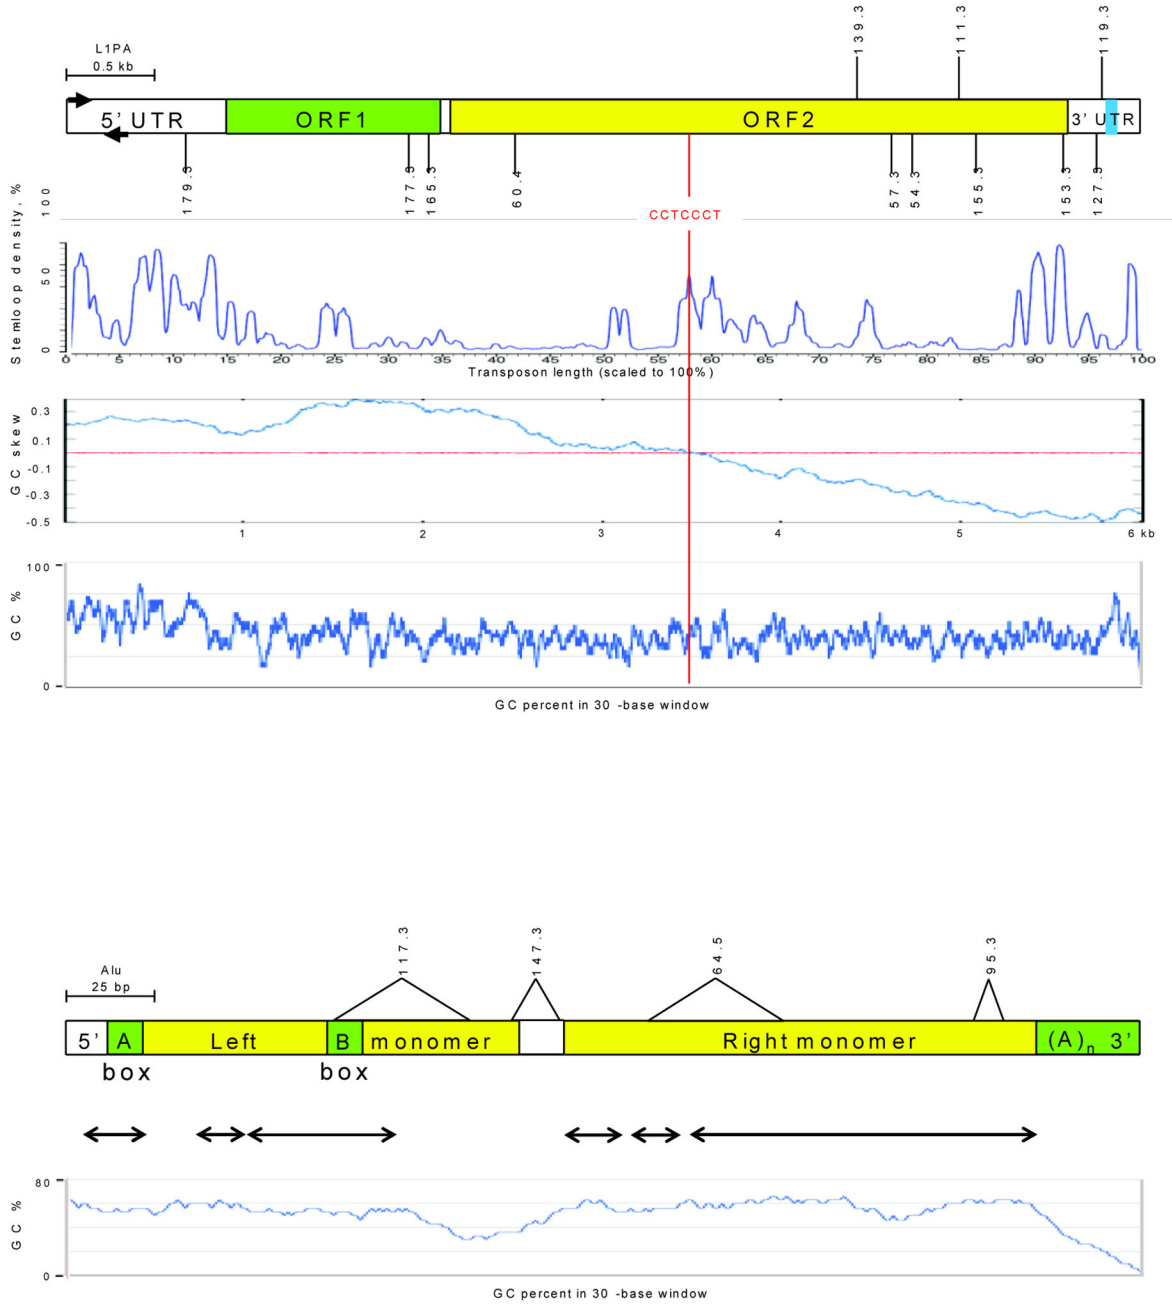 139.3
111.3
119.3
L1PA
0.5 kb
5' UTR
ORF1
ORF2
3' UTR
179.3
177.3
165.3
60.4
57.3
54.3
155.3
153.3
127.3
CCTCCCT
Stemloop density, %
100
50
0
0 5 10 15 20 25 30 35 40 45 50 55 60 65 70 75 80 85 90 95 100
Transposon length (scaled to 100%)
GC skew
0.3
0.1
-0.1
-0.3
-0.5
1 2 3 4 5 6 kb
GC %
100
0
GC percent in 30 -base window
117.3
147.3
64.5
95.3
Alu
25 bp
5' A Left B monomer Right monomer (A)n 3'
box box
GC %
80
0
GC percent in 30 -base window